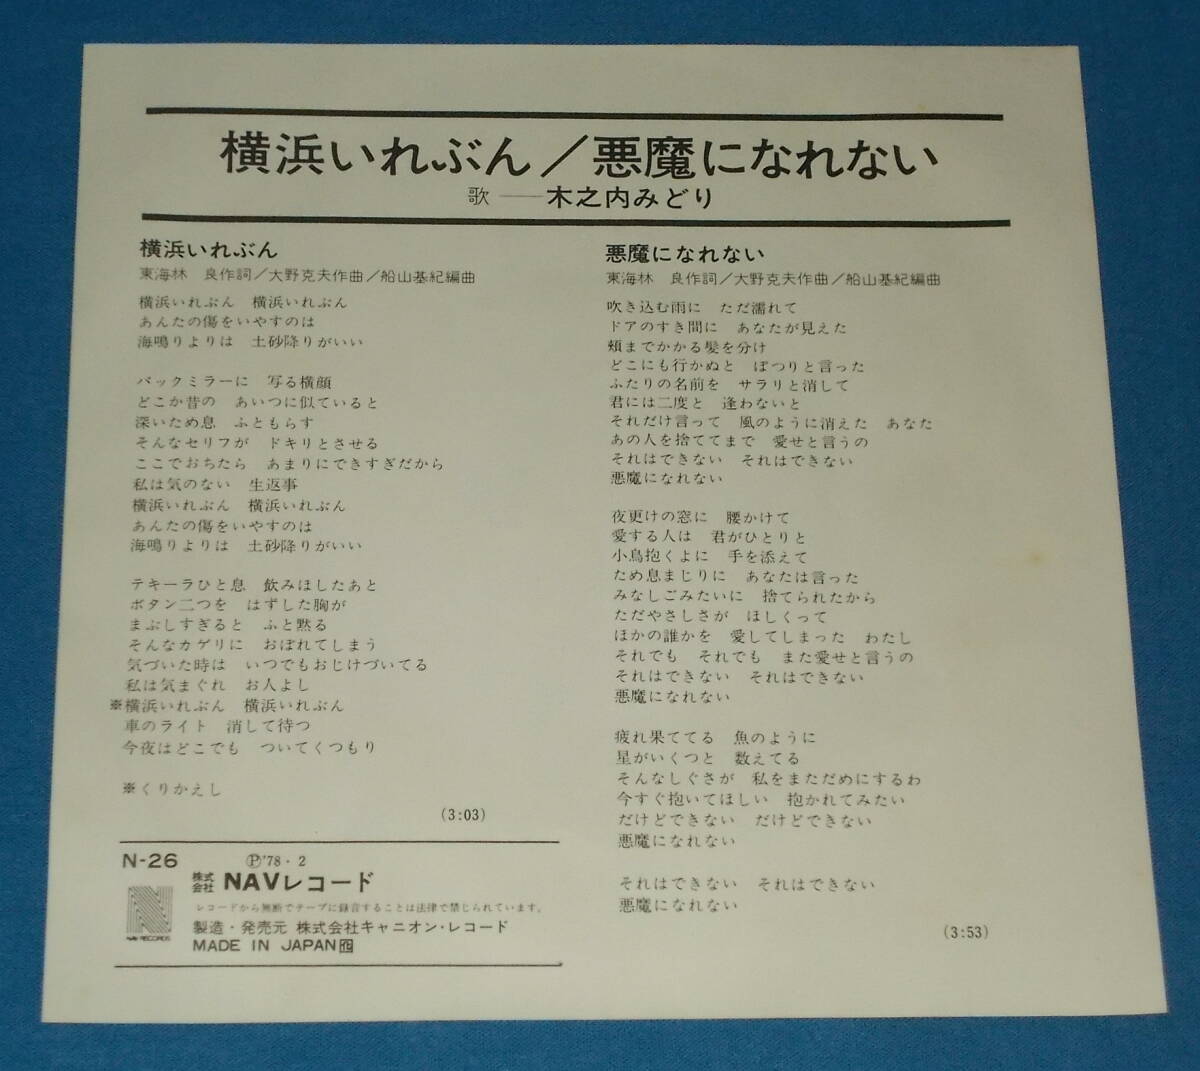 横浜いれぶん／悪魔になれない
歌──木之内みどり
横浜いれぶん
東海林　良作詞／大野克夫作曲／船山基紀編曲
横浜いれぶん　横浜いれぶん
あんたの傷をいやすのは
海鳴りよりは　土砂降りがいい
バックミラーに　写る横顔
どこか昔の　あいつに似ていると
深いため息　ふともらす
そんなセリフが　ドキリとさせる
ここでおちたら　あまりにできすぎだから
私は気のない　生返事
横浜いれぶん　横浜いれぶん
あんたの傷をいやすのは
海鳴りよりは　土砂降りがいい
テキーラひと息　飲みほしたあと
ボタン二つを　はずした胸が
まぶしすぎると　ふと黙る
そんなカゲリに　おぼれてしまう
気づいた時は　いつでもおじけづいてる
私は気まぐれ　お人よし
※横浜いれぶん　横浜いれぶん
車のライト　消して待つ
今夜はどこでも　ついてくつもり
※くりかえし
(3:03)
悪魔になれない
東海林　良作詞／大野克夫作曲／船山基紀編曲
吹き込む雨に　ただ濡れて
ドアのすき間に　あなたが見えた
頬までかかる髪を分け
どこにも行かぬと　ぽつりと言った
ふたりの名前を　サラリと消して
君には二度と　逢わないと
それだけ言って　風のように消えた　あなた
あの人を捨ててまで　愛せと言うの
それはできない　それはできない
悪魔になれない
夜更けの窓に　腰かけて
愛する人は　君がひとりと
小鳥抱くよに　手を添えて
ため息まじりに　あなたは言った
みなしごみたいに　捨てられたから
ただやさしさが　ほしくって
ほかの誰かを　愛してしまった　わたし
それでも　それでも　また愛せと言うの
それはできない　それはできない
悪魔になれない
疲れ果ててる　魚のように
星がいくつと　数えてる
そんなしぐさが　私をまただめにするわ
今すぐ抱いてほしい　抱かれてみたい
だけどできない　だけどできない
悪魔になれない
それはできない　それはできない
悪魔になれない
(3:53)
N-26　Ⓟ'78・2
株式会社 NAVレコード
レコードから無断でテープに録音することは法律で禁じられています。
NAV RECORDS
製造・発売元 株式会社キャニオン・レコード
MADE IN JAPAN